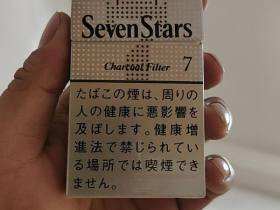 Seven Stars
Charcoal Filter 7
たばこの煙は、周りの
人の健康に悪影響を
及ぼします。健康増
進法で禁じられてい
る場所では喫煙でき
ません。